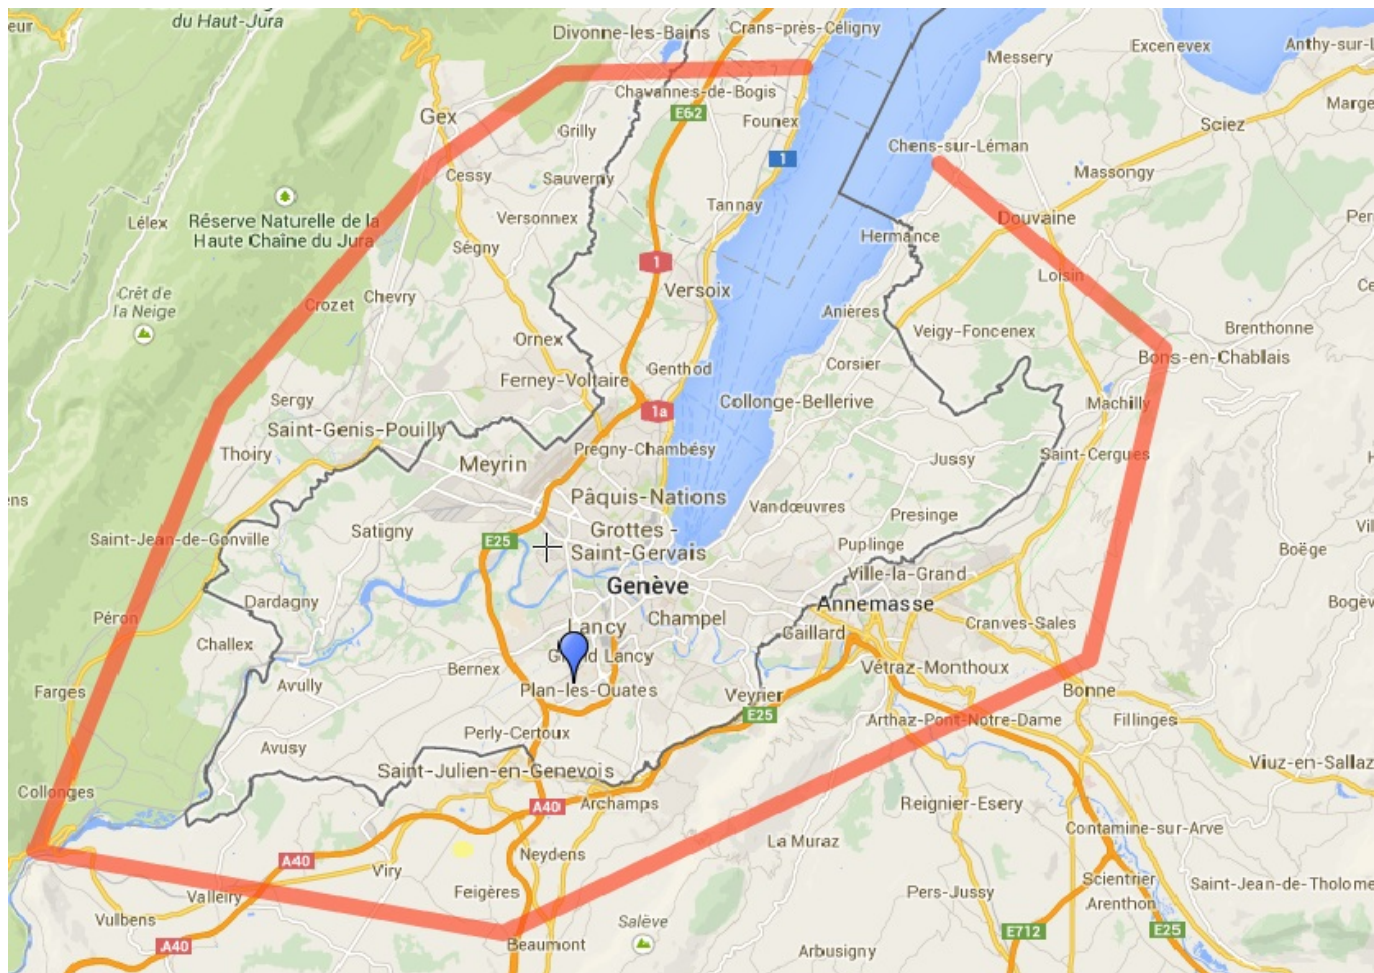 du Haut-Jura
eur
Divonne-les-Bains
Crans-près-Céligny
Messery
Excenevex
Anthy-sur-L
Chavannes-de-Bogis
Gex
E62
Founex
Marge
Sciez
Grilly
Chens-sur-Léman
1
Cessy
Sauverny
Massongy
Lélex
Réserve Naturelle de la
Haute Chaîne du Jura
Versonnex
Tannay
Douvaine
Per
Ségny
Hermance
1
Loisin
Crêt de
la Neige
Crozet
Chevry
Versoix
Ce
Anières
Veigy-Foncenex
Brenthonne
Ornex
Bons-en-Chablais
Genthod
Corsier
Ferney-Voltaire
Sergy
1a
Collonge-Bellerive
Machilly
Saint-Genis-Pouilly
Thoiry
Meyrin
Pregny-Chambésy
Jussy
Saint-Cergues
ens
Pâquis-Nations
Vandœuvres
Presinge
Satigny
Grottes -
Saint-Gervais
Saint-Jean-de-Gonville
E25
Puplinge
Boëge
Vil
Genève
Ville-la-Grand
Dardagny
Annemasse
Bogèv
Péron
Challex
Lancy
Champel
Gaillard
Cranves-Sales
Bernex
Grand Lancy
Vétraz-Monthoux
Farges
Avully
Plan-les-Ouates
Veyrier
Bonne
E25
Arthaz-Pont-Notre-Dame
Fillinges
Avusy
Perly-Certoux
Saint-Julien-en-Genevois
Viuz-en-Sallaz
Collonges
A40
Archamps
Reignier-Esery
Contamine-sur-Arve
La Muraz
A40
Viry
Neydens
Valleiry
Feigères
Pers-Jussy
Scientrier
Saint-Jean-de-Tholome
Vulbens
Arenthon
Salève
E712
E25
A40
Beaumont
Arbusigny